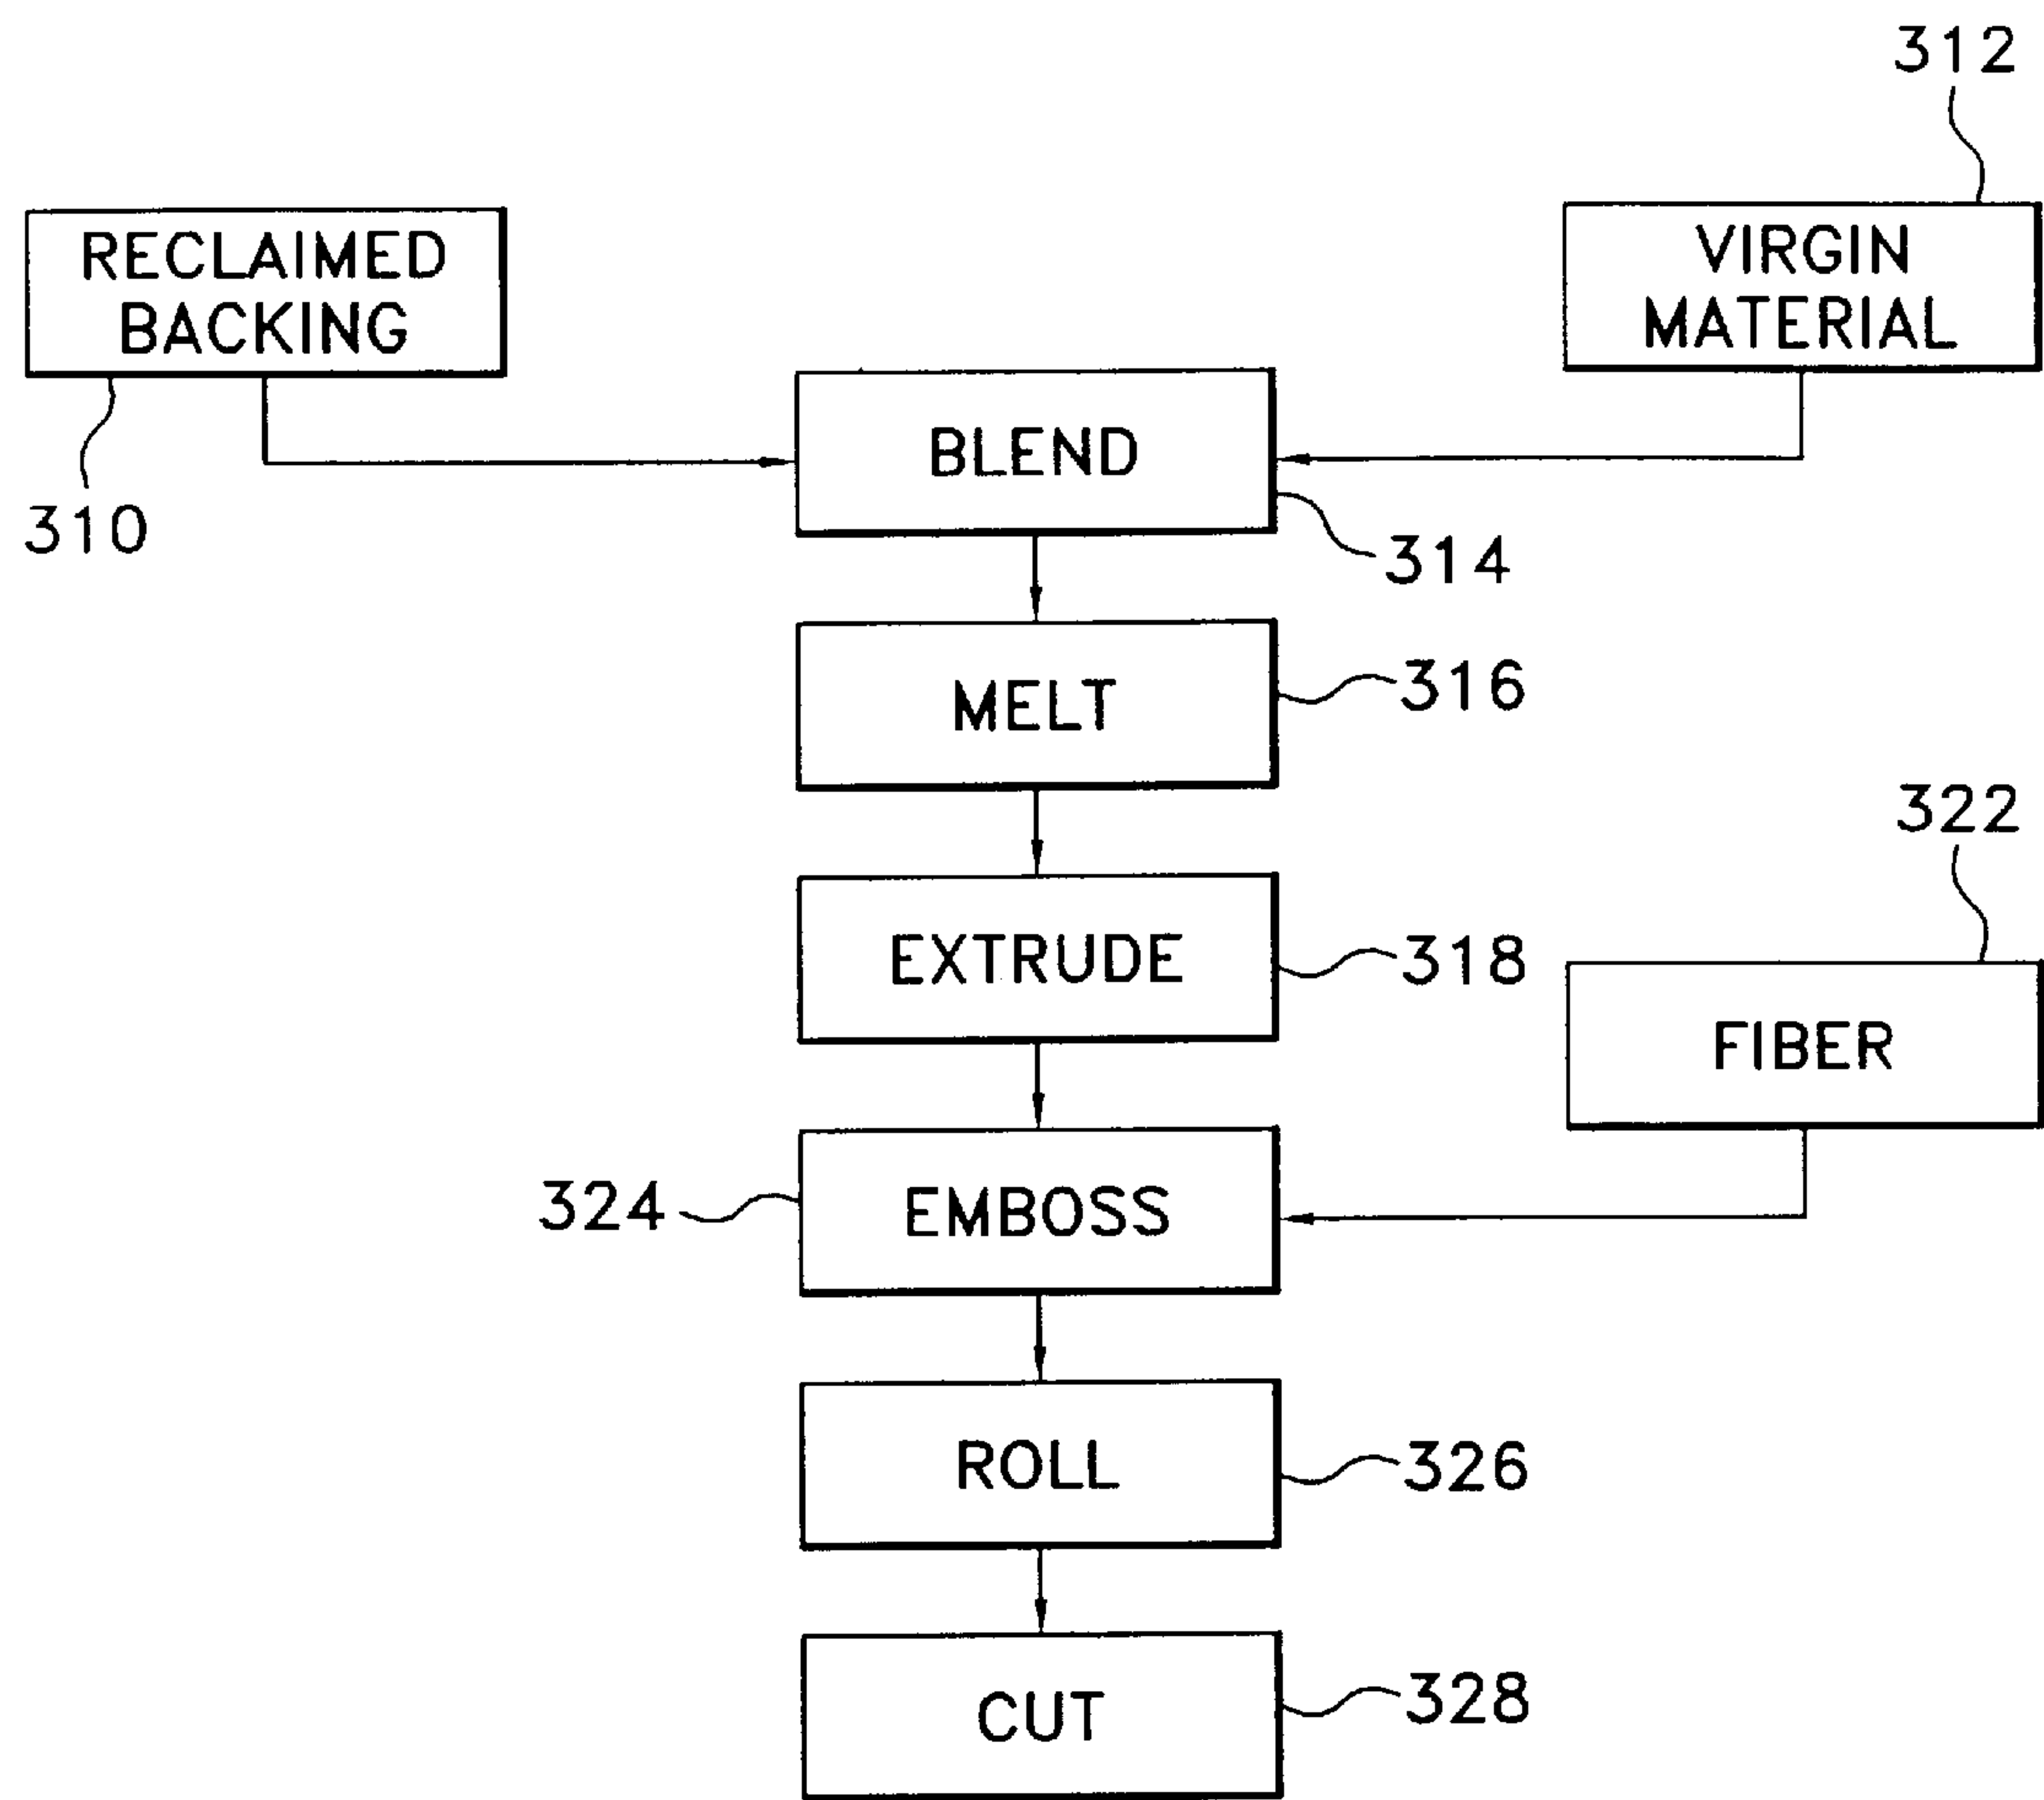 312
RECLAIMED
BACKING
VIRGIN
MATERIAL
310
BLEND
314
MELT
316
322
EXTRUDE
318
FIBER
324
EMBOSS
ROLL
326
CUT
328